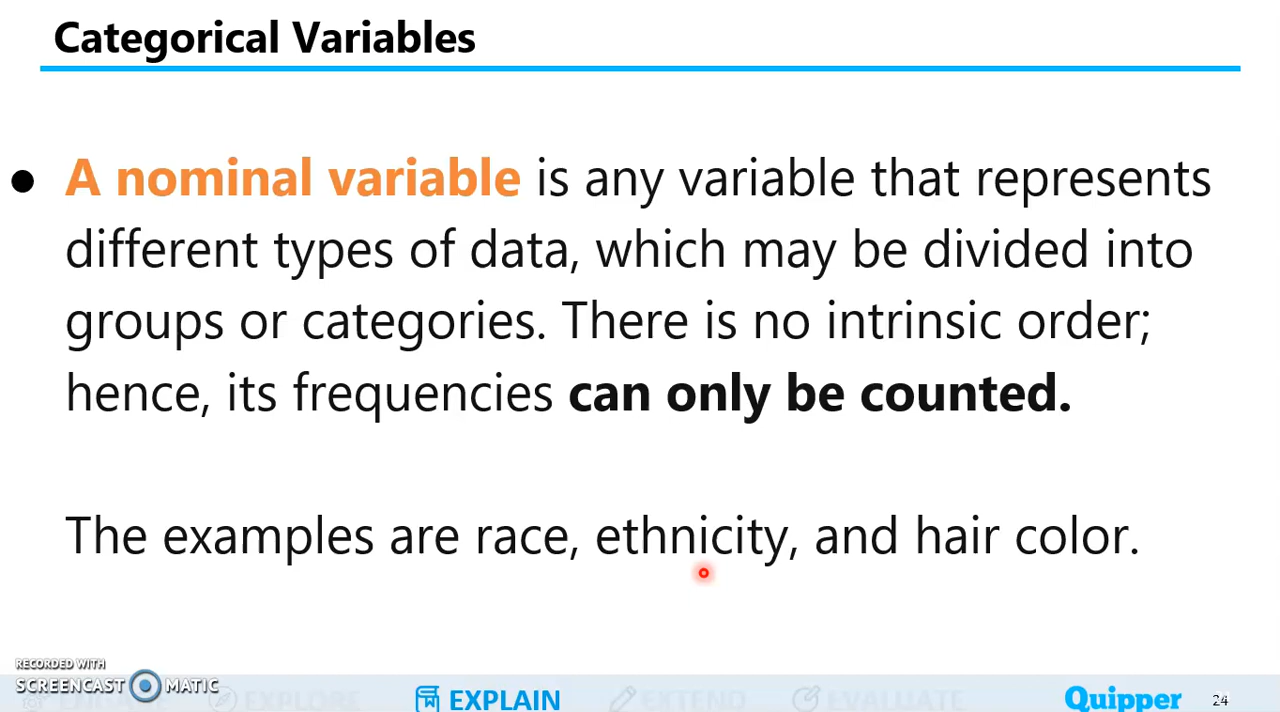 Categorical Variables
● A nominal variable is any variable that represents
different types of data, which may be divided into
groups or categories. There is no intrinsic order;
hence, its frequencies can only be counted.
The examples are race, ethnicity, and hair color.
RECORDED WITH
SCREENCAST MATIC
EXPLORE EXPLAIN EXTEND EVALUATE Quipper 24